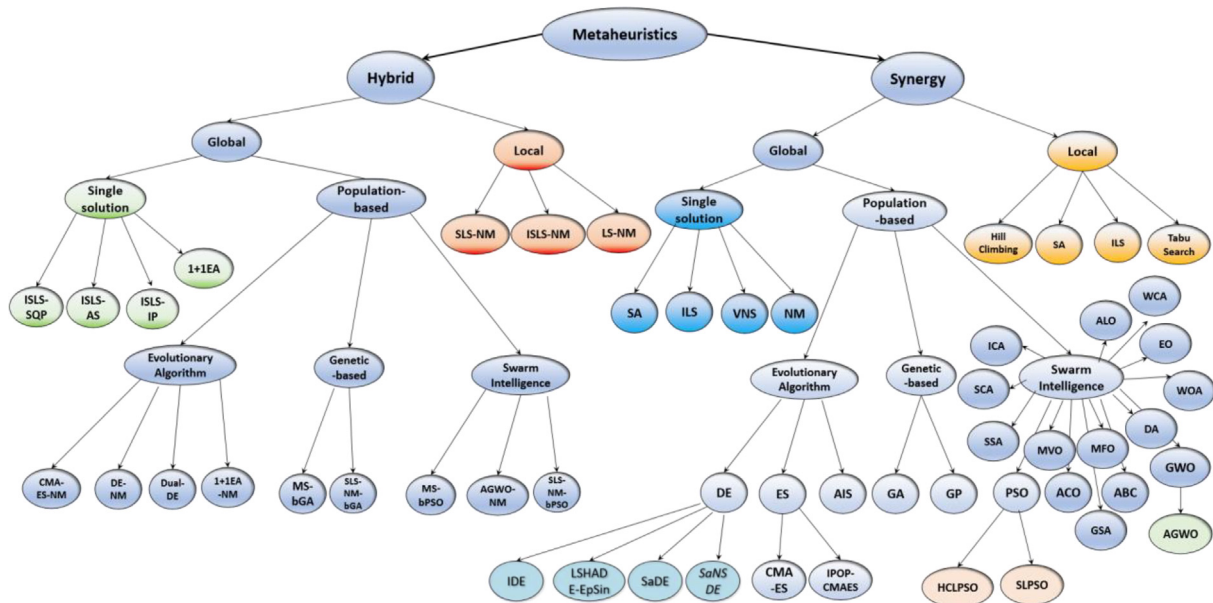 Metaheuristics
Hybrid
Synergy
Global
Local
Global
Local
Single
solution
Population-
based
Single
solution
Population
-based
SLS-NM
ISLS-NM
LS-NM
Hill
Climbing
SA
ILS
Tabu
Search
1+1EA
ISLS-
SQP
ISLS-
AS
ISLS-
IP
SA
ILS
VNS
NM
WCA
ALO
ICA
EO
Evolutionary
Algorithm
Genetic
-based
Swarm
Intelligence
Evolutionary
Algorithm
Genetic
-based
Swarm
Intelligence
SCA
WOA
SSA
MVO
MFO
DA
GWO
CMA-
ES-NM
DE-
NM
Dual-
DE
1+1EA
-NM
MS-
bGA
SLS-
NM-
bGA
MS-
bPSO
AGWO-
NM
SLS-
NM-
bPSO
DE
ES
AIS
GA
GP
PSO
ACO
ABC
GSA
AGWO
IDE
LSHAD
E-EpSin
SaDE
SaNS
DE
CMA
-ES
IPOP-
CMAES
HCLPSO
SLPSO